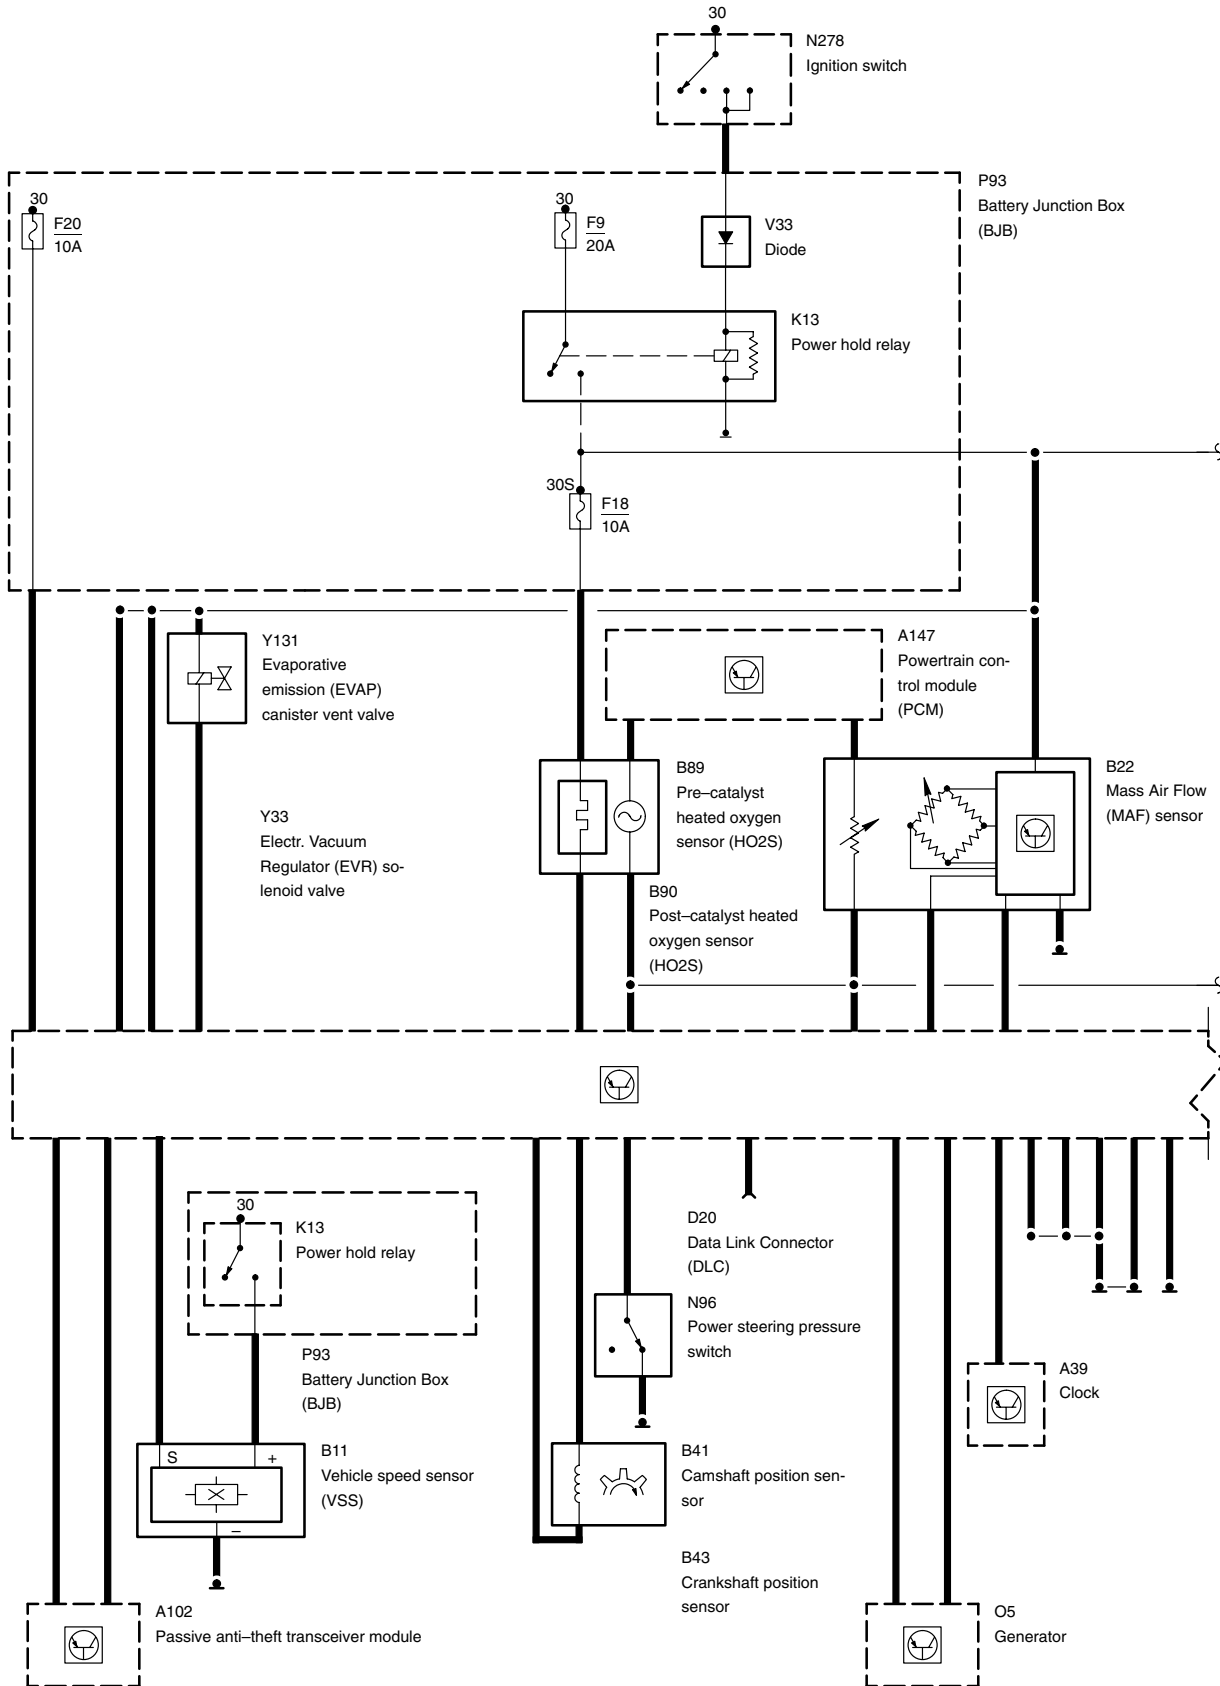 30
N278
Ignition switch
P93
Battery Junction Box
(BJB)
30
F20
10A
30
F9
20A
V33
Diode
K13
Power hold relay
30S
F18
10A
Y131
Evaporative
emission (EVAP)
canister vent valve
A147
Powertrain con-
trol module
(PCM)
B89
Pre–catalyst
heated oxygen
sensor (HO2S)
B22
Mass Air Flow
(MAF) sensor
Y33
Electr. Vacuum
Regulator (EVR) so-
lenoid valve
B90
Post–catalyst heated
oxygen sensor
(HO2S)
30
K13
Power hold relay
D20
Data Link Connector
(DLC)
N96
Power steering pressure
switch
P93
Battery Junction Box
(BJB)
A39
Clock
S
+
–
B11
Vehicle speed sensor
(VSS)
B41
Camshaft position sen-
sor
B43
Crankshaft position
sensor
A102
Passive anti–theft transceiver module
O5
Generator